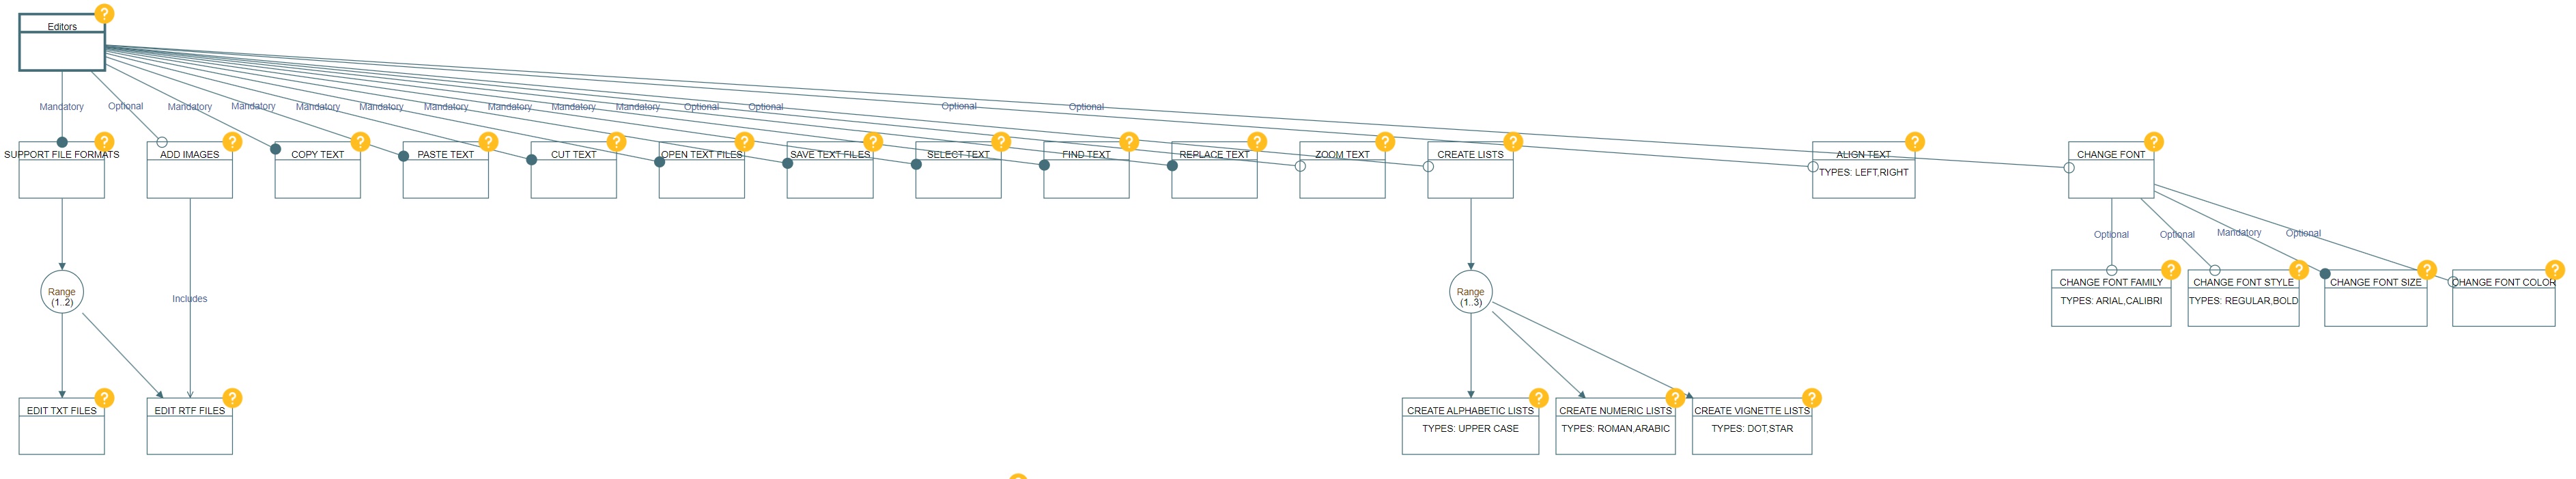 ?
Editors
Mandatory Optional Mandatory Mandatory Mandatory Mandatory Mandatory Mandatory Mandatory Mandatory Optional Optional Optional Optional
? ? ? ? ? ? ? ? ? ? ? ? ? ?
SUPPORT FILE FORMATS ADD IMAGES COPY TEXT PASTE TEXT CUT TEXT OPEN TEXT FILES SAVE TEXT FILES SELECT TEXT FIND TEXT REPLACE TEXT ZOOM TEXT CREATE LISTS ALIGN TEXT CHANGE FONT
TYPES: LEFT,RIGHT
Optional Optional Mandatory Optional
? ? ? ?
CHANGE FONT FAMILY CHANGE FONT STYLE CHANGE FONT SIZE CHANGE FONT COLOR
TYPES: ARIAL,CALIBRI TYPES: REGULAR,BOLD
Range
(1..2)
Includes
Range
(1..3)
? ? ? ? ?
EDIT TXT FILES EDIT RTF FILES CREATE ALPHABETIC LISTS CREATE NUMERIC LISTS CREATE VIGNETTE LISTS
TYPES: UPPER CASE TYPES: ROMAN,ARABIC TYPES: DOT,STAR